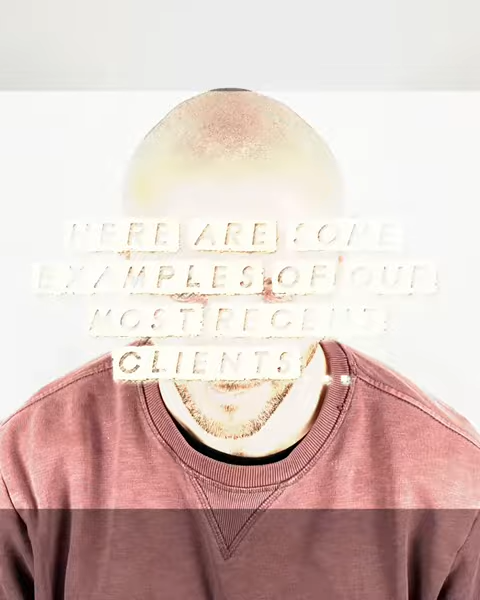 HERE ARE SOME
EXAMPLES OF OUR
MOST RECENT
CLIENTS...